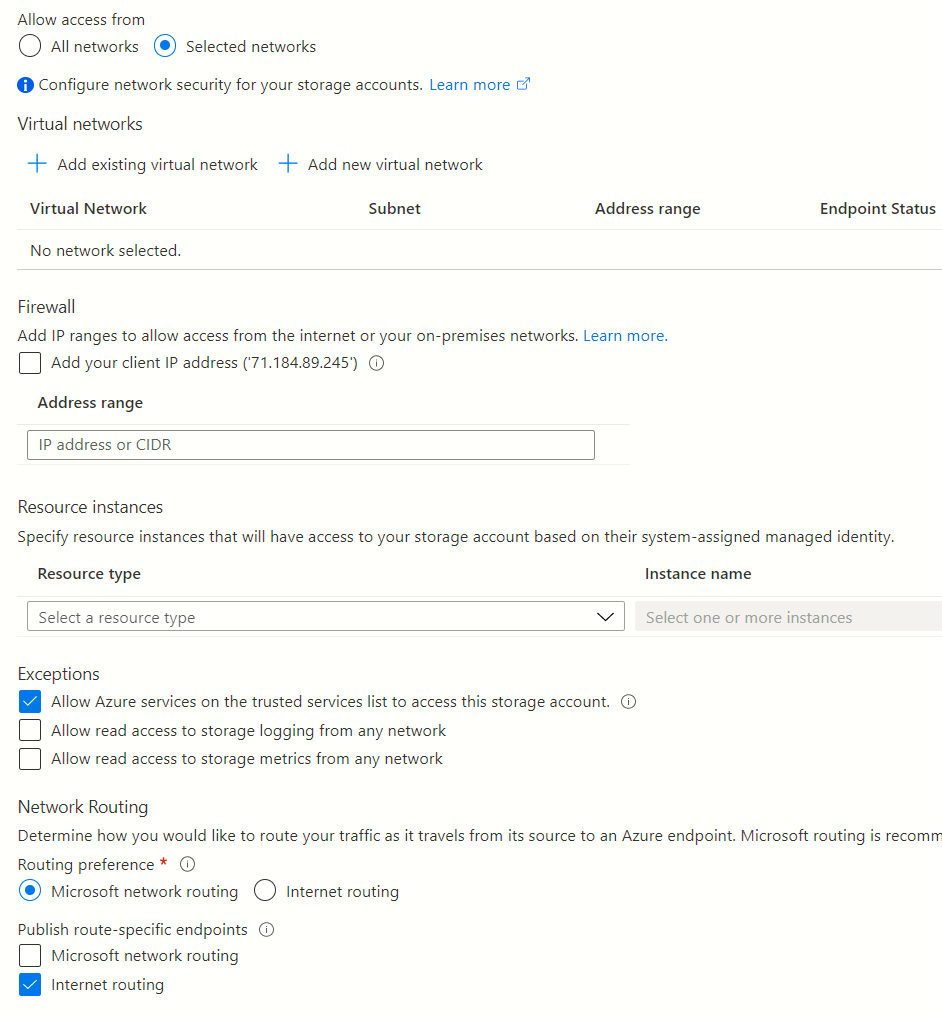 Allow access from
All networks Selected networks
Configure network security for your storage accounts. Learn more
Virtual networks
Add existing virtual network Add new virtual network
Virtual Network Subnet Address range Endpoint Status
No network selected.
Firewall
Add IP ranges to allow access from the internet or your on-premises networks. Learn more.
Add your client IP address ('71.184.89.245')
Address range
IP address or CIDR
Resource instances
Specify resource instances that will have access to your storage account based on their system-assigned managed identity.
Resource type Instance name
Select a resource type Select one or more instances
Exceptions
Allow Azure services on the trusted services list to access this storage account.
Allow read access to storage logging from any network
Allow read access to storage metrics from any network
Network Routing
Determine how you would like to route your traffic as it travels from its source to an Azure endpoint. Microsoft routing is recomm
Routing preference *
Microsoft network routing Internet routing
Publish route-specific endpoints
Microsoft network routing
Internet routing